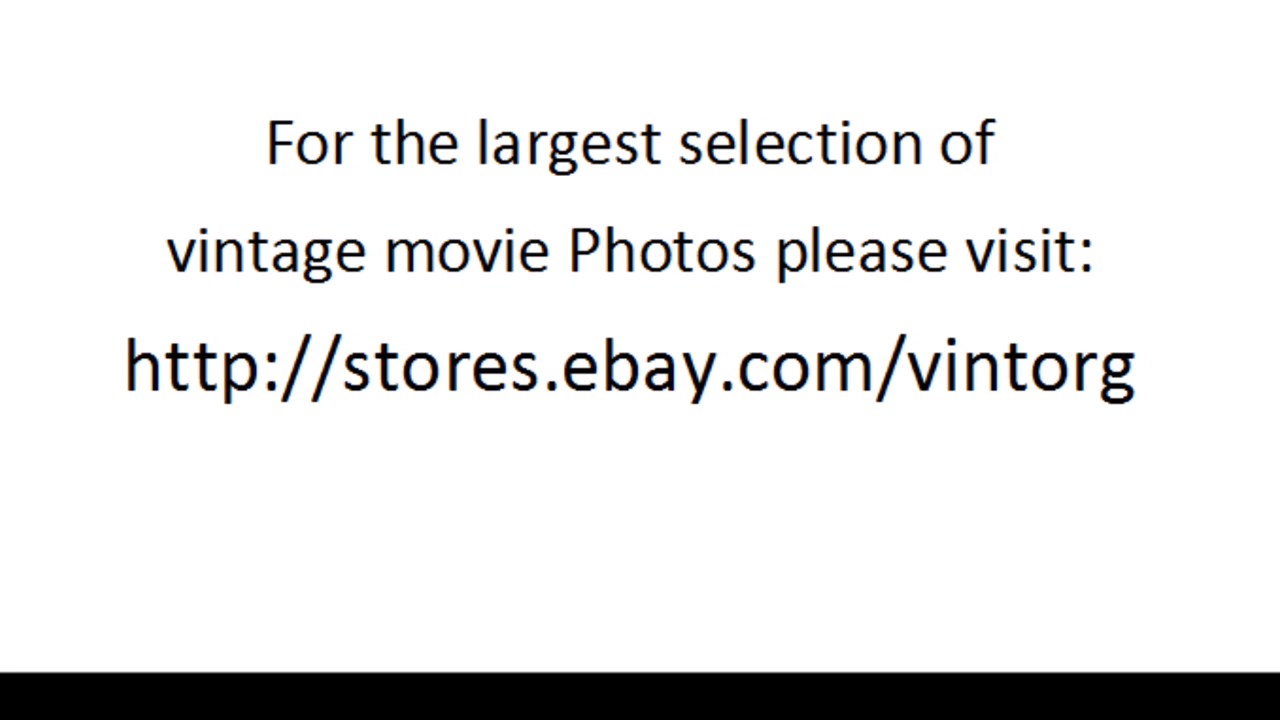 For the largest selection of
vintage movie Photos please visit:
http://stores.ebay.com/vintorg